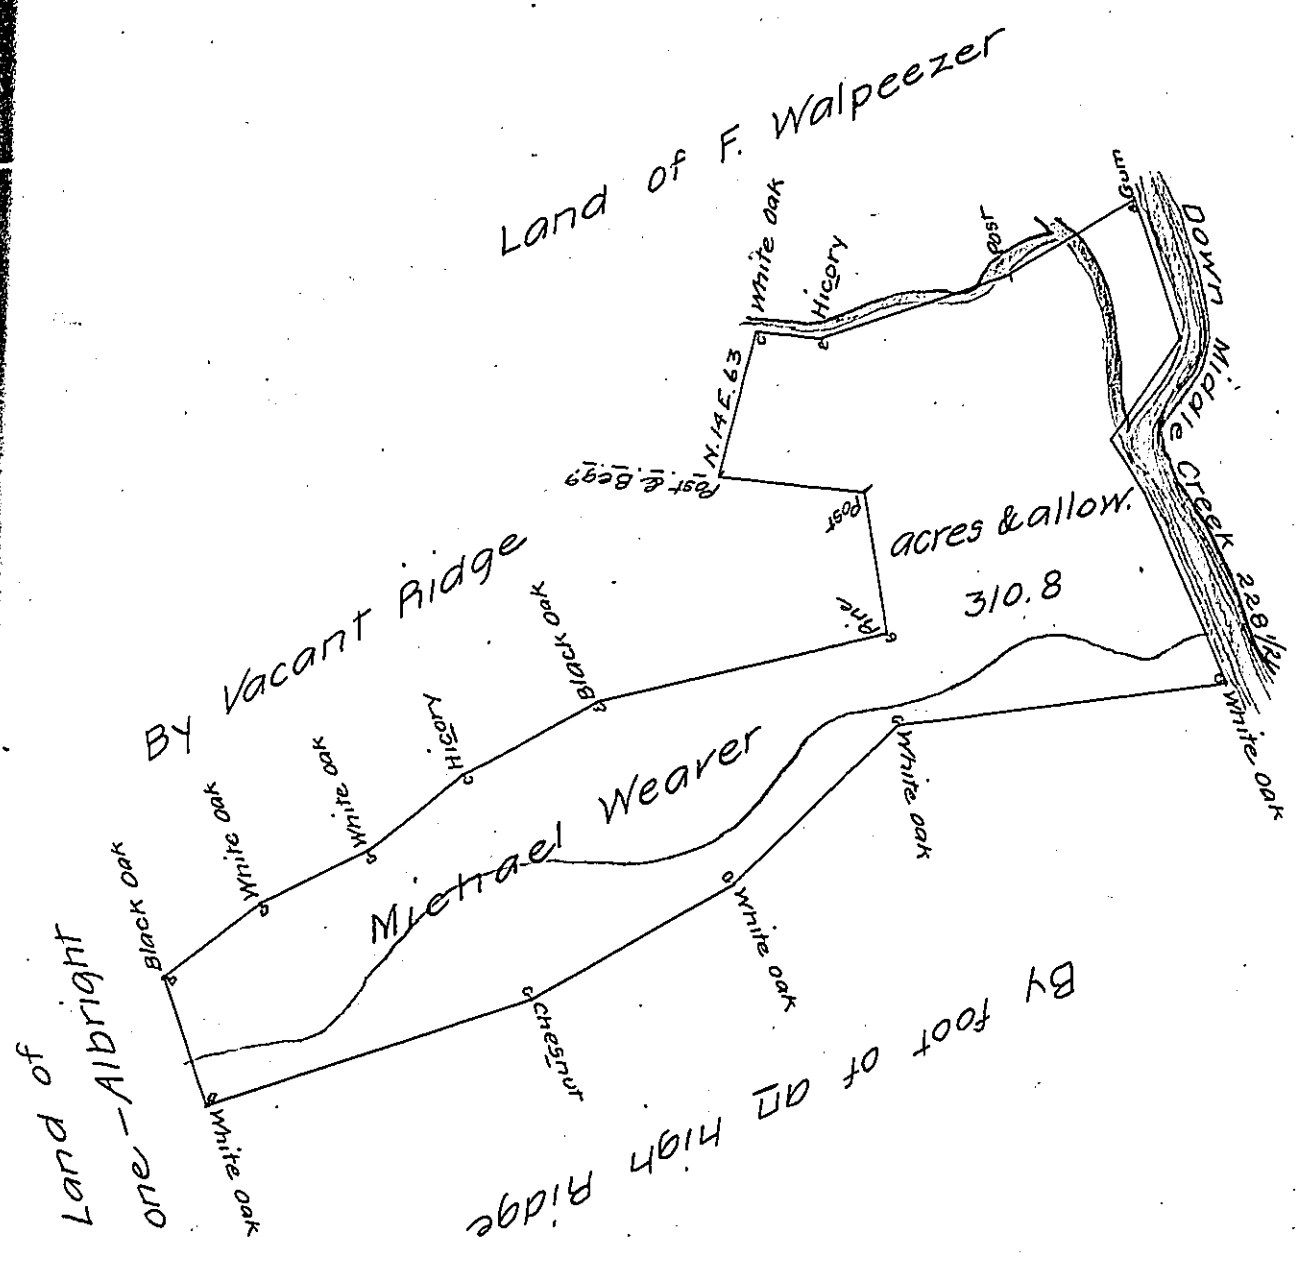 Land of F. Walpeezer
White Oak
Hicory
Post
Gum
Down Middle Creek 228 1/2
N. 14 E. 63
Post & Beg?
Post
acres & allow.
310.8
Pine
By Vacant Ridge
Black Oak
Hicory
White Oak
White Oak
Black Oak
Michael Weaver
White Oak
White Oak
White Oak
Chesnut
White Oak
Land of
one - Albright
By foot of an high Ridge